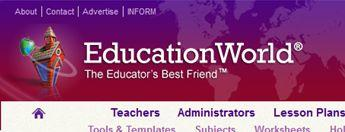 About | Contact | Advertise | INFORM
EducationWorld®
The Educator's Best Friend™
Teachers Administrators Lesson Plans
Tools & Templates Subjects Worksheets